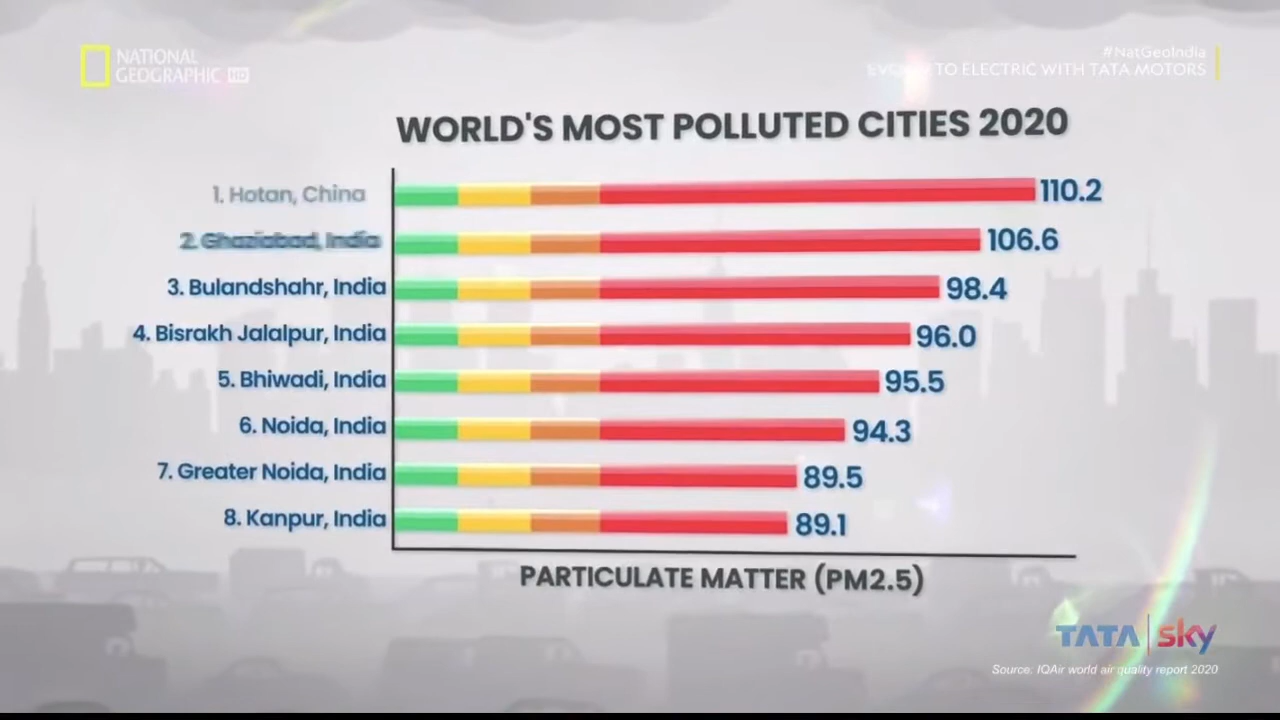 NATIONAL
GEOGRAPHIC HD
#NatGeoIndia
TO ELECTRIC WITH TATA MOTORS
WORLD'S MOST POLLUTED CITIES 2020
1. Hotan, China 110.2
2. Ghaziabad, India 106.6
3. Bulandshahr, India 98.4
4. Bisrakh Jalalpur, India 96.0
5. Bhiwadi, India 95.5
6. Noida, India 94.3
7. Greater Noida, India 89.5
8. Kanpur, India 89.1
PARTICULATE MATTER (PM2.5)
TATA sky
Source: IQAir world air quality report 2020